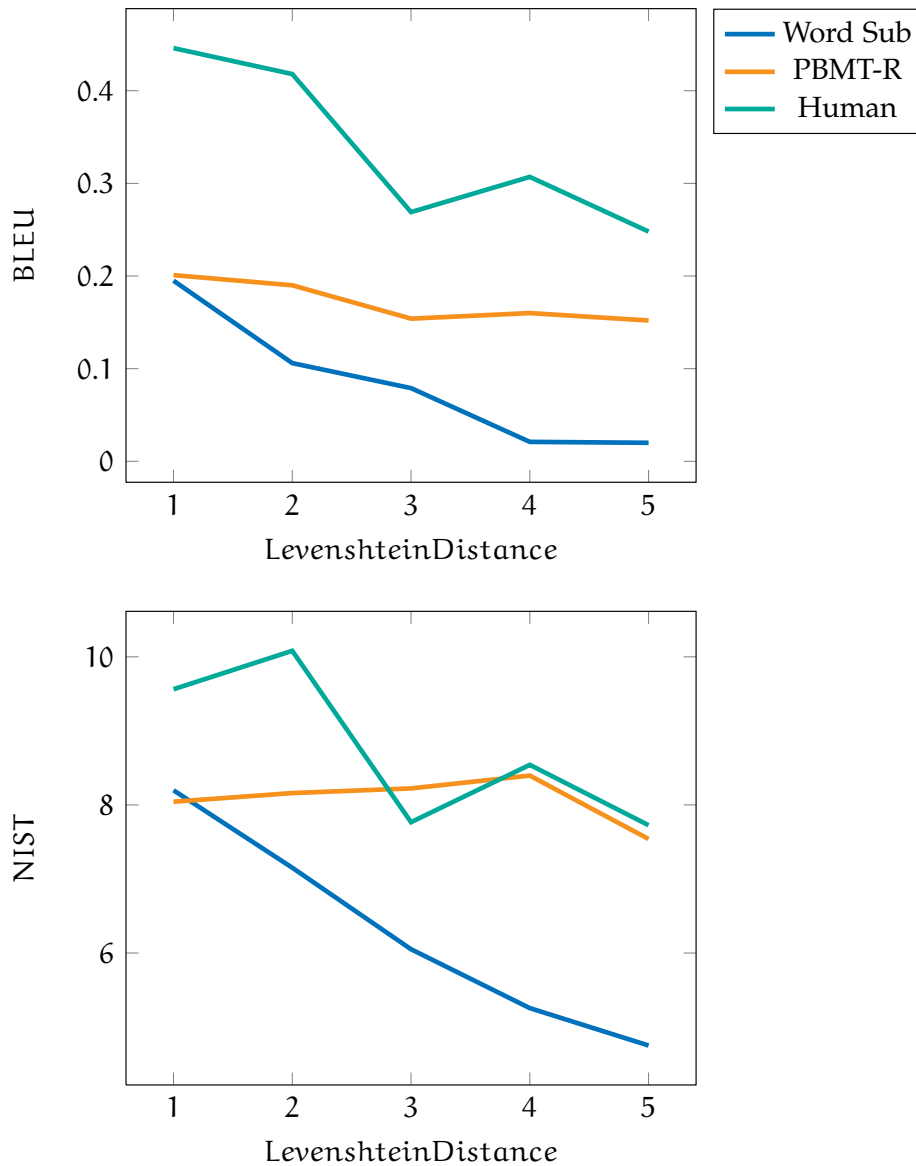 Word Sub
PBMT-R
Human
BLEU
0.4
0.3
0.2
0.1
0
1 2 3 4 5
LevenshteinDistance
NIST
10
8
6
1 2 3 4 5
LevenshteinDistance